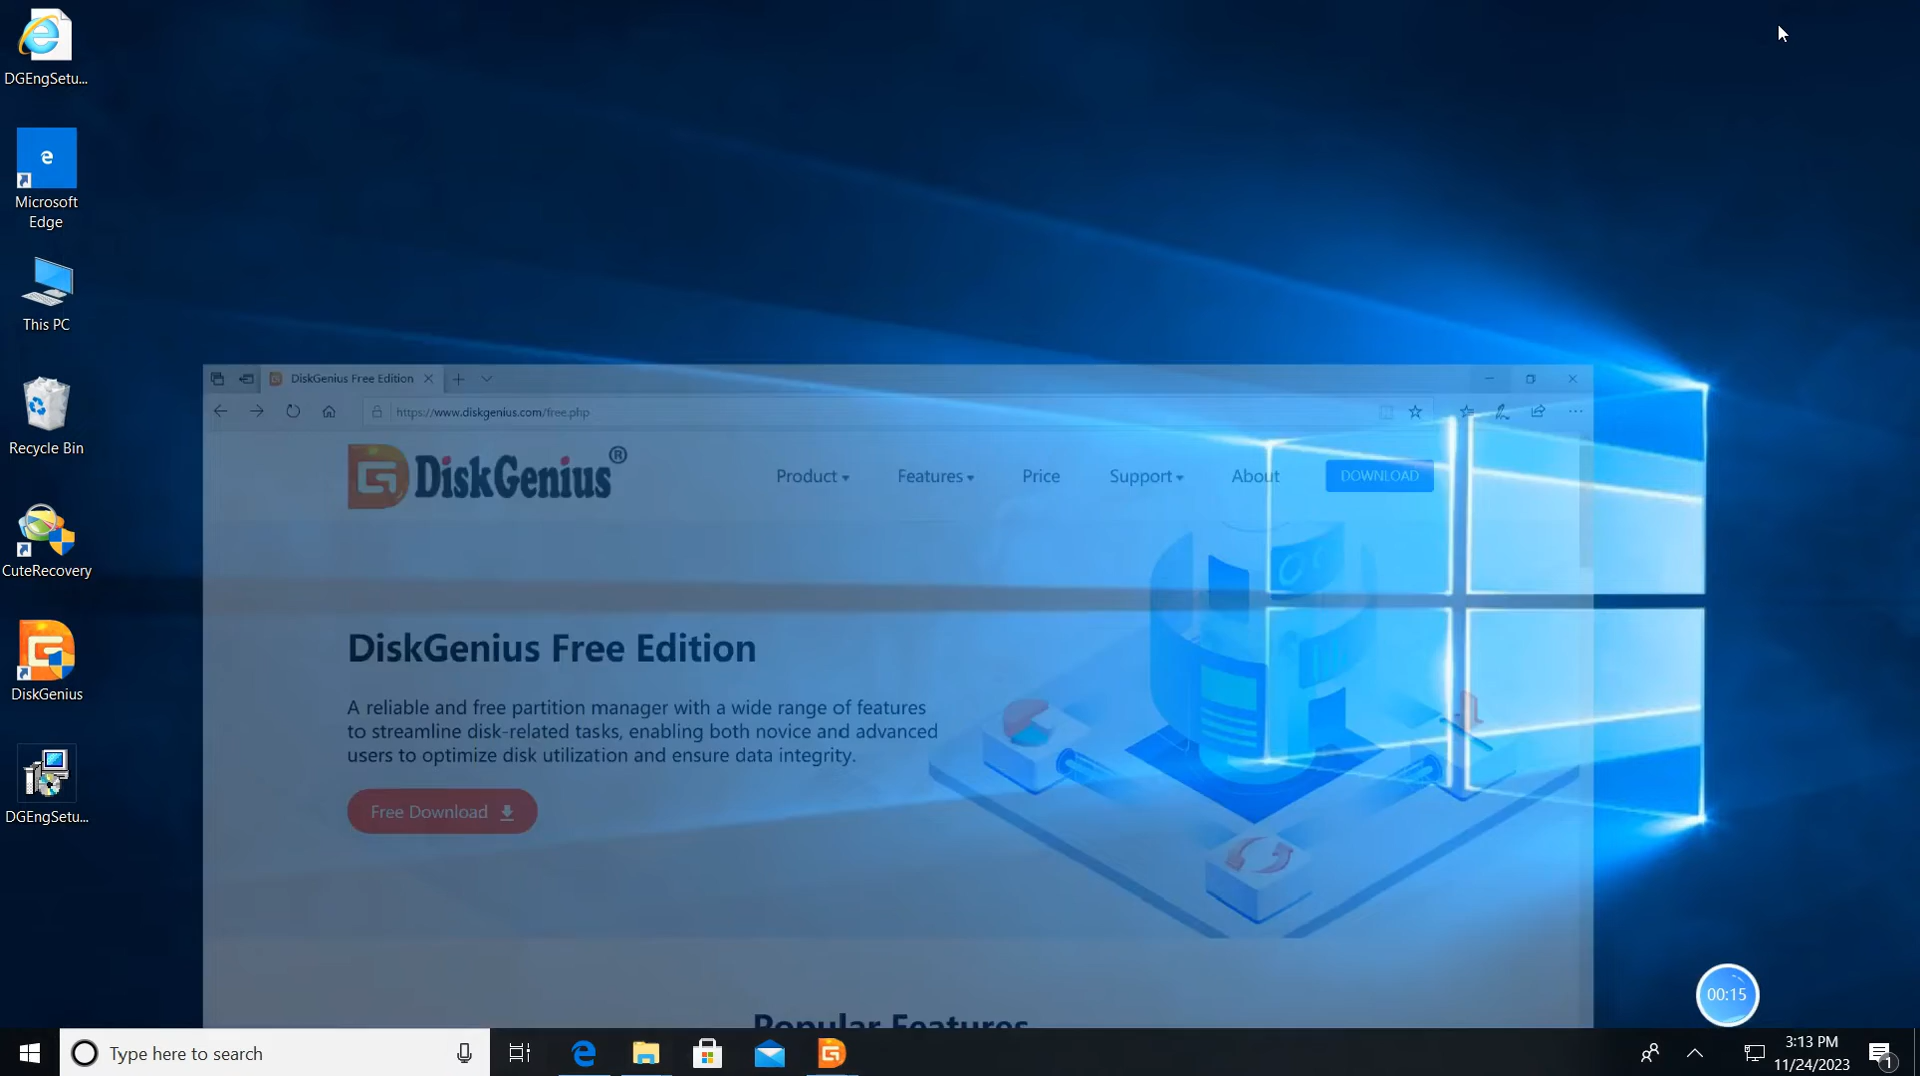 DGEngSetu...
Microsoft
Edge
This PC
Recycle Bin
CuteRecovery
DiskGenius
DGEngSetu...
DiskGenius Free Edition
https://www.diskgenius.com/free.php
DiskGenius®
Product
Features
Price
Support
About
DOWNLOAD
DiskGenius Free Edition
A reliable and free partition manager with a wide range of features
to streamline disk-related tasks, enabling both novice and advanced
users to optimize disk utilization and ensure data integrity.
Free Download
Popular Features
00:15
Type here to search
3:13 PM
11/24/2023
1